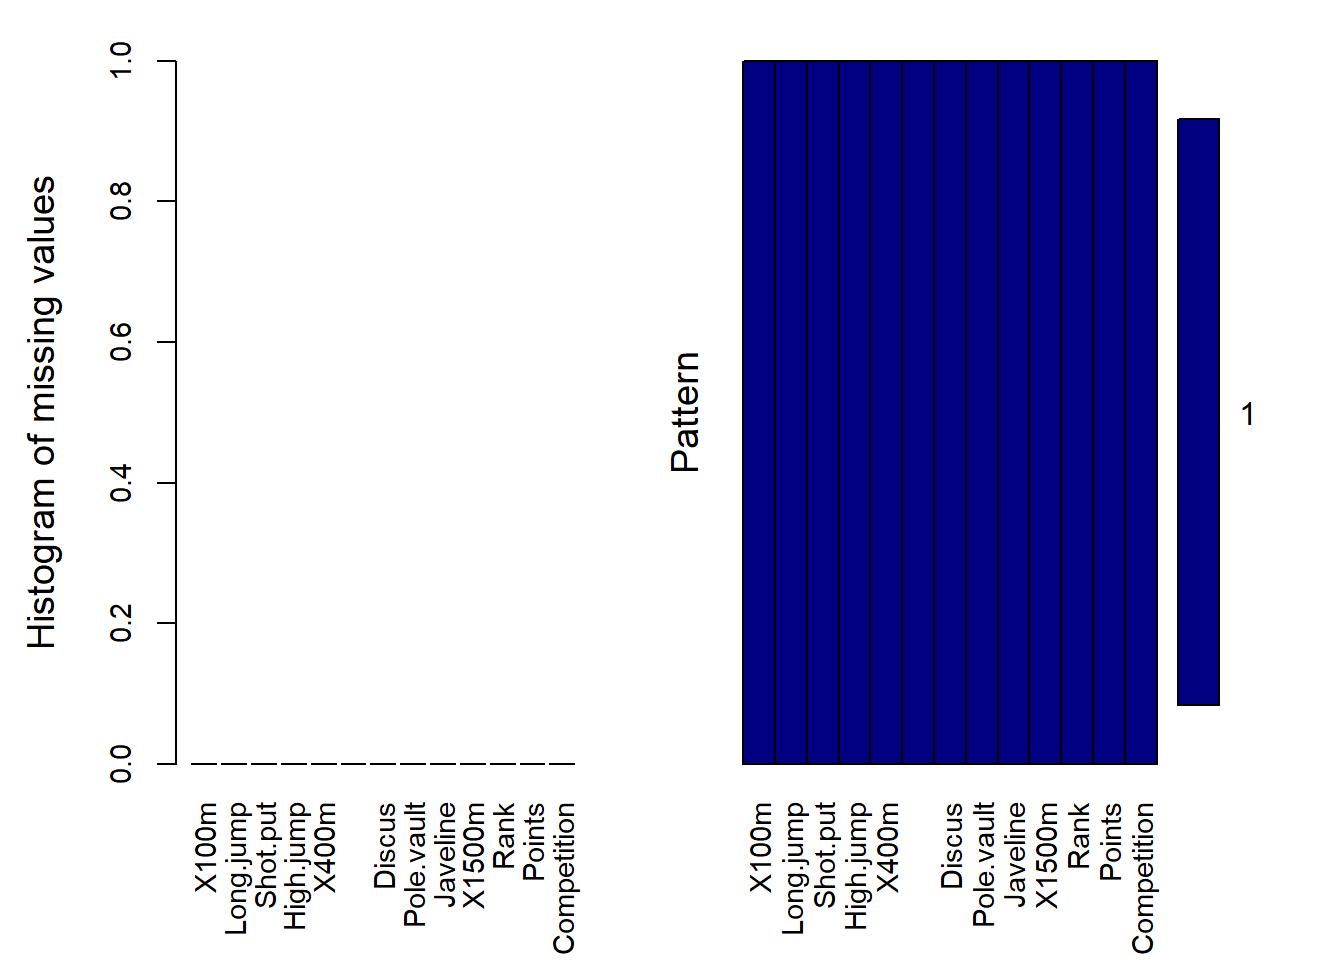 Histogram of missing values
1.0
0.8
0.6
0.4
0.2
0.0
X100m
Long.jump
Shot.put
High.jump
X400m
Discus
Pole.vault
Javeline
X1500m
Rank
Points
Competition
Pattern
X100m
Long.jump
Shot.put
High.jump
X400m
Discus
Pole.vault
Javeline
X1500m
Rank
Points
Competition
1